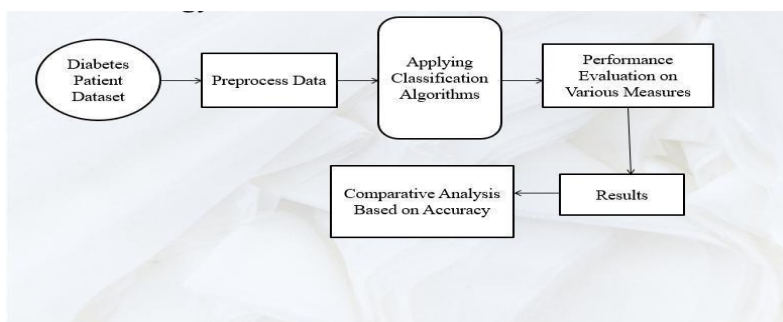 Diabetes
Patient
Dataset
Preprocess Data
Applying
Classification
Algorithms
Performance
Evaluation on
Various Measures
Comparative Analysis
Based on Accuracy
Results